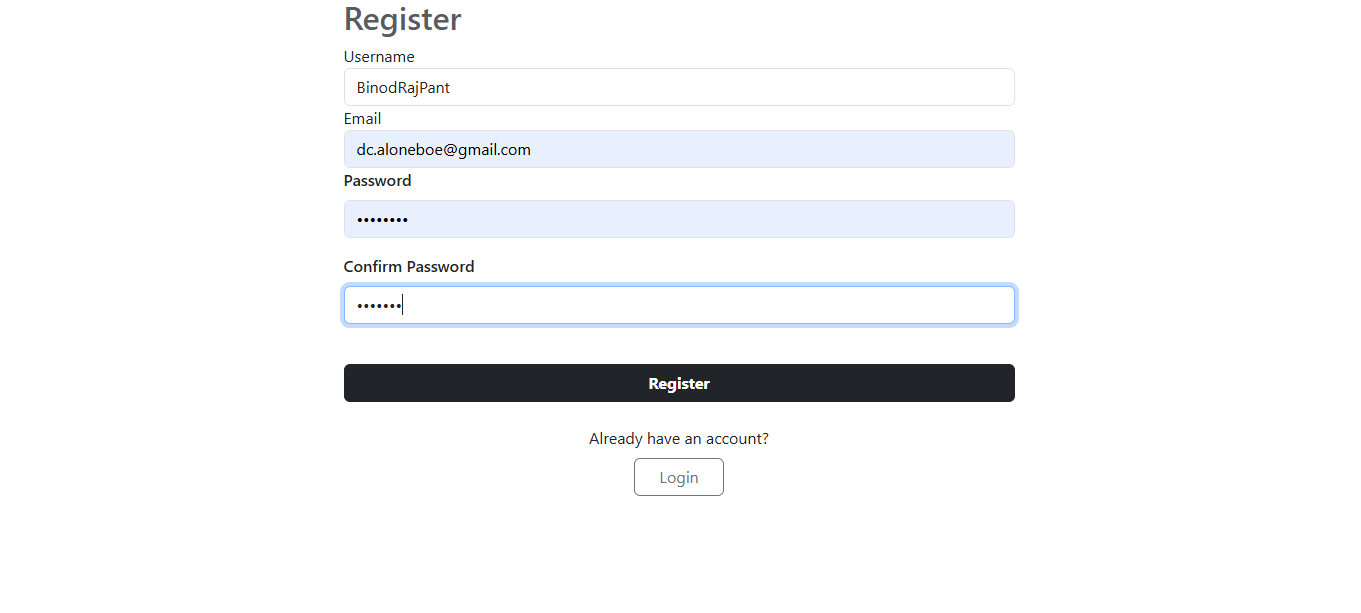 Register
Username
BinodRajPant
Email
dc.aloneboe@gmail.com
Password
••••••••
Confirm Password
•••••••
Register
Already have an account?
Login